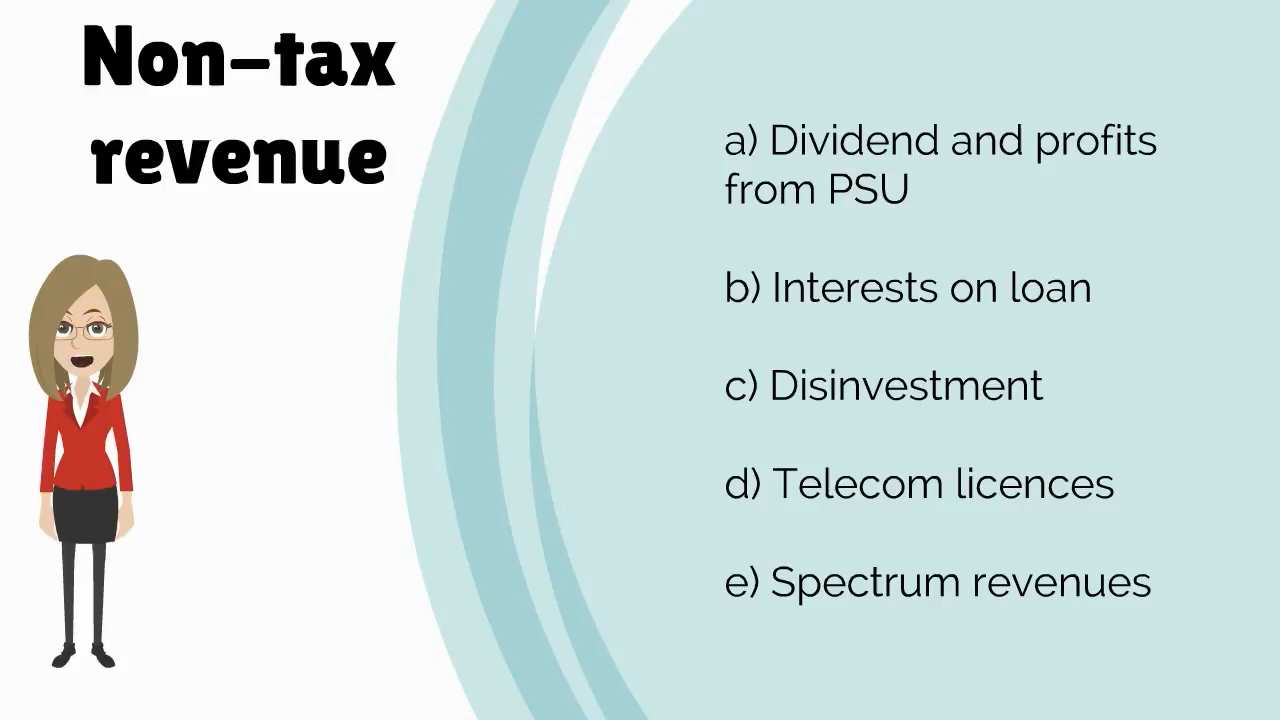 Non-tax
revenue
a) Dividend and profits
from PSU
b) Interests on loan
c) Disinvestment
d) Telecom licences
e) Spectrum revenues